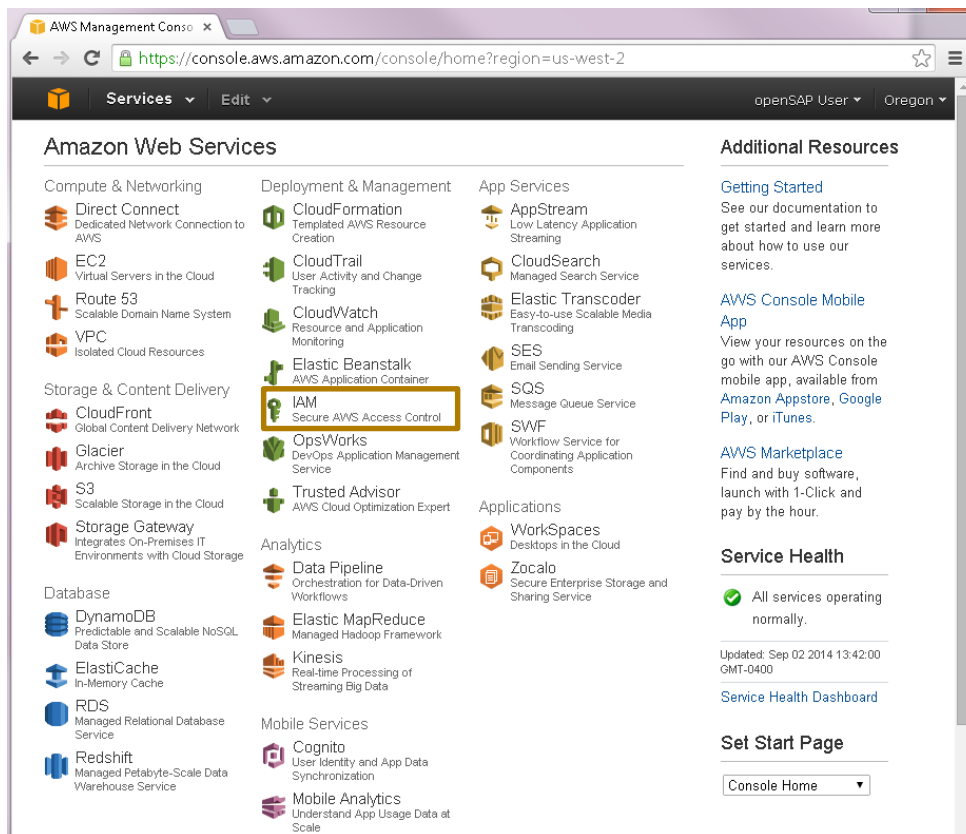 AWS Management Conso
https://console.aws.amazon.com/console/home?region=us-west-2
Services Edit openSAP User Oregon
Amazon Web Services
Compute & Networking
Direct Connect
Dedicated Network Connection to
AWS
EC2
Virtual Servers in the Cloud
Route 53
Scalable Domain Name System
VPC
Isolated Cloud Resources
Storage & Content Delivery
CloudFront
Global Content Delivery Network
Glacier
Archive Storage in the Cloud
S3
Scalable Storage in the Cloud
Storage Gateway
Integrates On-Premises IT
Environments with Cloud Storage
Database
DynamoDB
Predictable and Scalable NoSQL
Data Store
ElastiCache
In-Memory Cache
RDS
Managed Relational Database
Service
Redshift
Managed Petabyte-Scale Data
Warehouse Service
Deployment & Management
CloudFormation
Templated AWS Resource
Creation
CloudTrail
User Activity and Change
Tracking
CloudWatch
Resource and Application
Monitoring
Elastic Beanstalk
AWS Application Container
IAM
Secure AWS Access Control
OpsWorks
DevOps Application Management
Service
Trusted Advisor
AWS Cloud Optimization Expert
Analytics
Data Pipeline
Orchestration for Data-Driven
Workflows
Elastic MapReduce
Managed Hadoop Framework
Kinesis
Real-time Processing of
Streaming Big Data
Mobile Services
Cognito
User Identity and App Data
Synchronization
Mobile Analytics
Understand App Usage Data at
Scale
App Services
AppStream
Low Latency Application
Streaming
CloudSearch
Managed Search Service
Elastic Transcoder
Easy-to-use Scalable Media
Transcoding
SES
Email Sending Service
SQS
Message Queue Service
SWF
Workflow Service for
Coordinating Application
Components
Applications
WorkSpaces
Desktops in the Cloud
Zocalo
Secure Enterprise Storage and
Sharing Service
Additional Resources
Getting Started
See our documentation to
get started and learn more
about how to use our
services.
AWS Console Mobile
App
View your resources on the
go with our AWS Console
mobile app, available from
Amazon Appstore, Google
Play, or iTunes.
AWS Marketplace
Find and buy software,
launch with 1-Click and
pay by the hour.
Service Health
All services operating
normally.
Updated: Sep 02 2014 13:42:00
GMT-0400
Service Health Dashboard
Set Start Page
Console Home